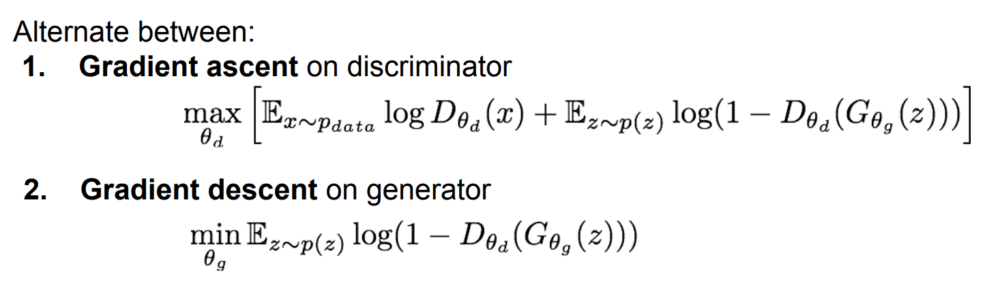 Alternate between:
1. Gradient ascent on discriminator
$\max_{\theta_d} \left[ \mathbb{E}_{x \sim p_{data}} \log D_{\theta_d}(x) + \mathbb{E}_{z \sim p(z)} \log(1 - D_{\theta_d}(G_{\theta_g}(z))) \right]$
2. Gradient descent on generator
$\min_{\theta_g} \mathbb{E}_{z \sim p(z)} \log(1 - D_{\theta_d}(G_{\theta_g}(z)))$